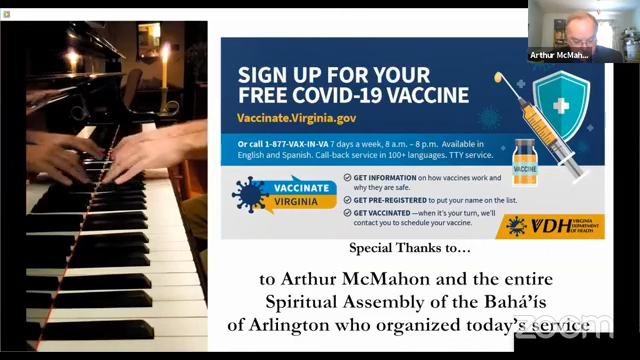 Arthur McMah...
SIGN UP FOR YOUR
FREE COVID-19 VACCINE
Vaccinate.Virginia.gov
Or call 1-877-VAX-IN-VA 7 days a week, 8 a.m. – 8 p.m. Available in
English and Spanish. Call-back service in 100+ languages. TTY service.
VACCINE
VACCINATE
VIRGINIA
GET INFORMATION on how vaccines work and
why they are safe.
GET PRE-REGISTERED to put your name on the list.
GET VACCINATED —when it's your turn, we'll
contact you to schedule your vaccine.
VDH VIRGINIA
DEPARTMENT
OF HEALTH
Special Thanks to...
to Arthur McMahon and the entire
Spiritual Assembly of the Bahá'ís
of Arlington who organized today's service
zoom